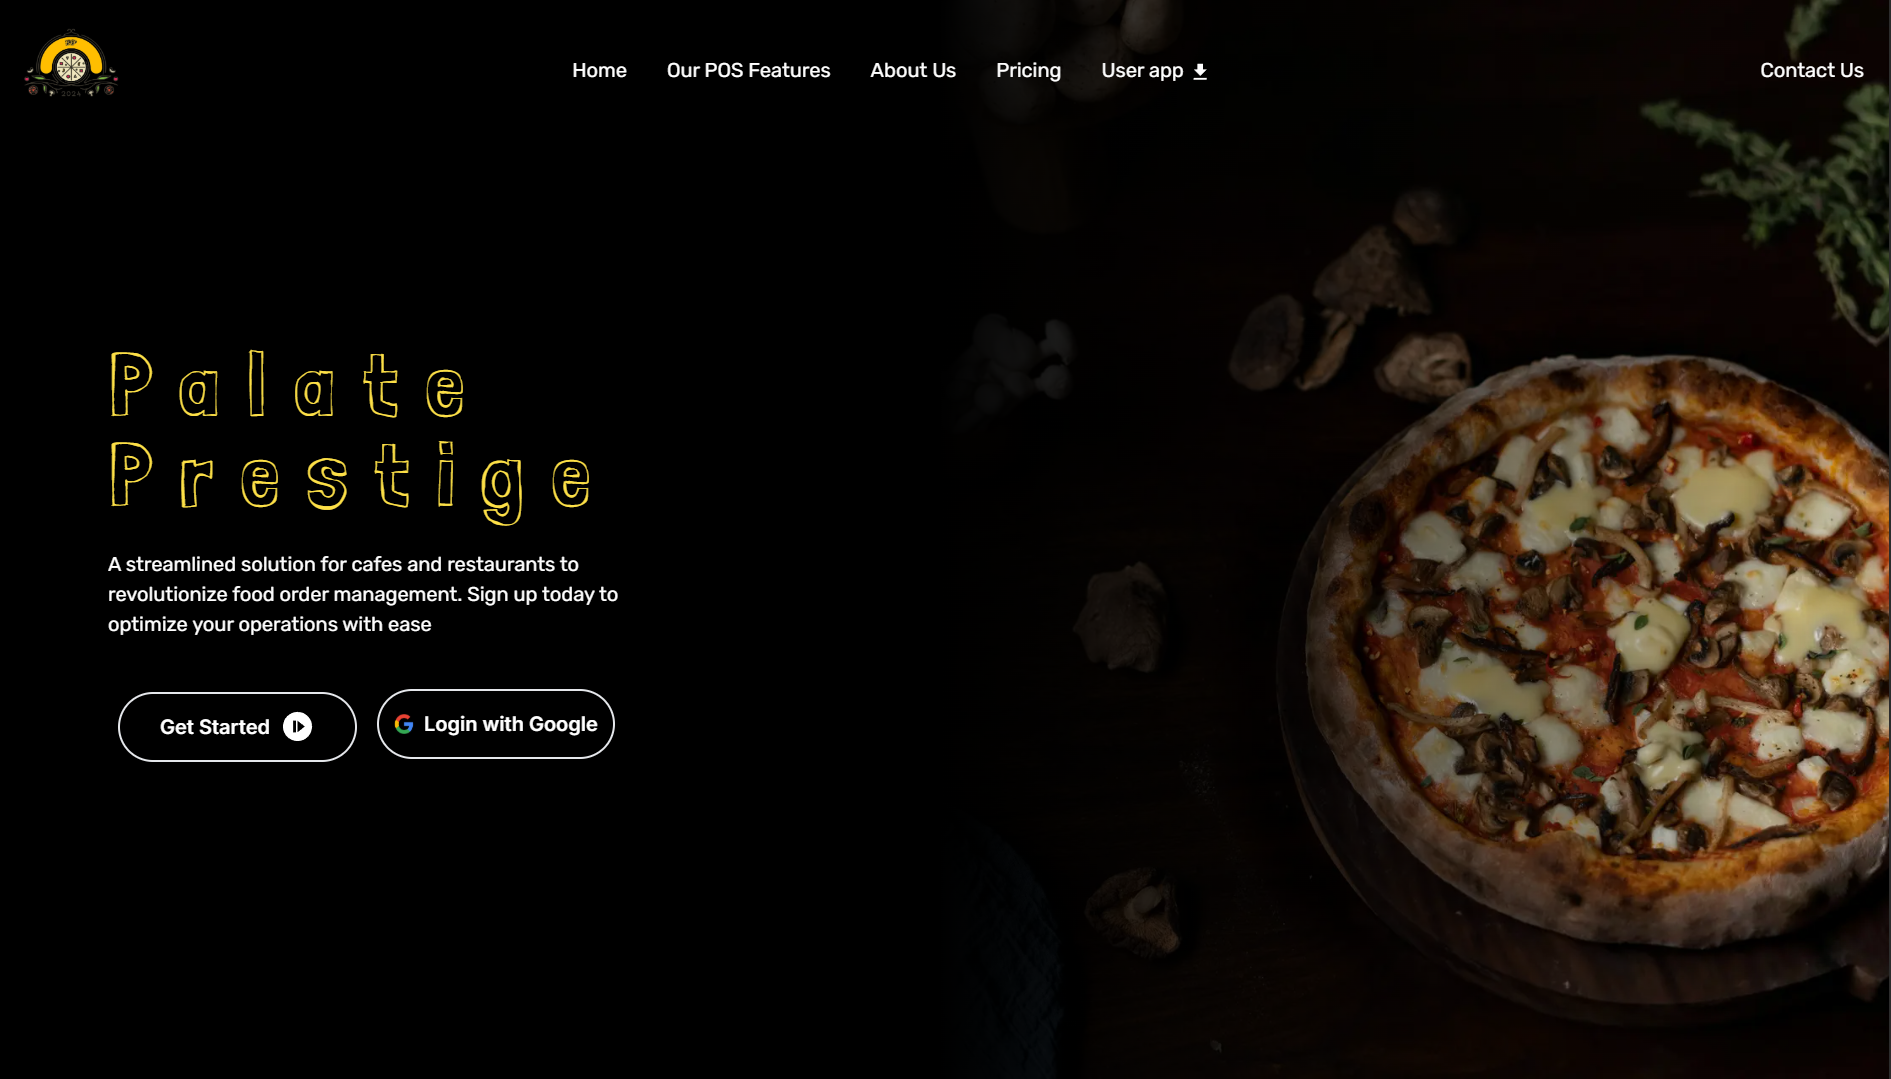 Home
Our POS Features
About Us
Pricing
User app
Contact Us
2024
Palate
Prestige
A streamlined solution for cafes and restaurants to
revolutionize food order management. Sign up today to
optimize your operations with ease
Get Started
Login with Google